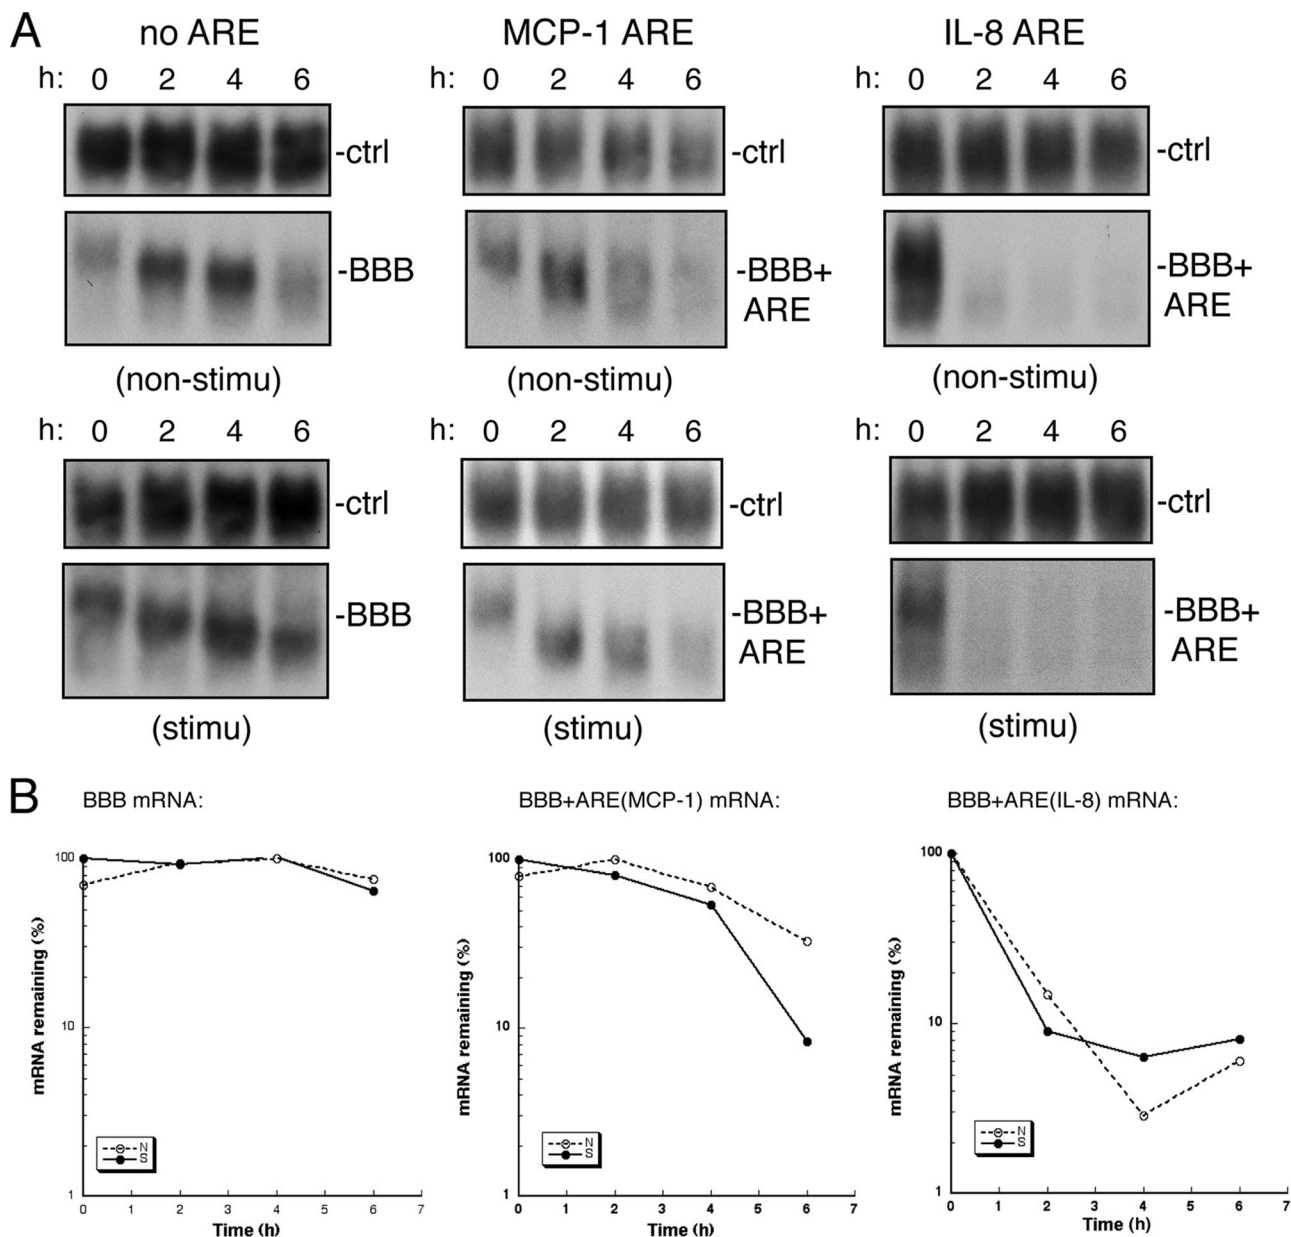 A
no ARE MCP-1 ARE IL-8 ARE
h: 0 2 4 6 h: 0 2 4 6 h: 0 2 4 6
-ctrl -ctrl -ctrl
-BBB -BBB+ -BBB+
ARE ARE
(non-stimu) (non-stimu) (non-stimu)
h: 0 2 4 6 h: 0 2 4 6 h: 0 2 4 6
-ctrl -ctrl -ctrl
-BBB -BBB+ -BBB+
ARE ARE
(stimu) (stimu) (stimu)
B
BBB mRNA:
100
10
1
mRNA remaining (%)
N
S
0 1 2 3 4 5 6 7
Time (h)
BBB+ARE(MCP-1) mRNA:
100
10
1
mRNA remaining (%)
N
S
0 1 2 3 4 5 6 7
Time (h)
BBB+ARE(IL-8) mRNA:
100
10
1
mRNA remaining (%)
N
S
0 1 2 3 4 5 6 7
Time (h)